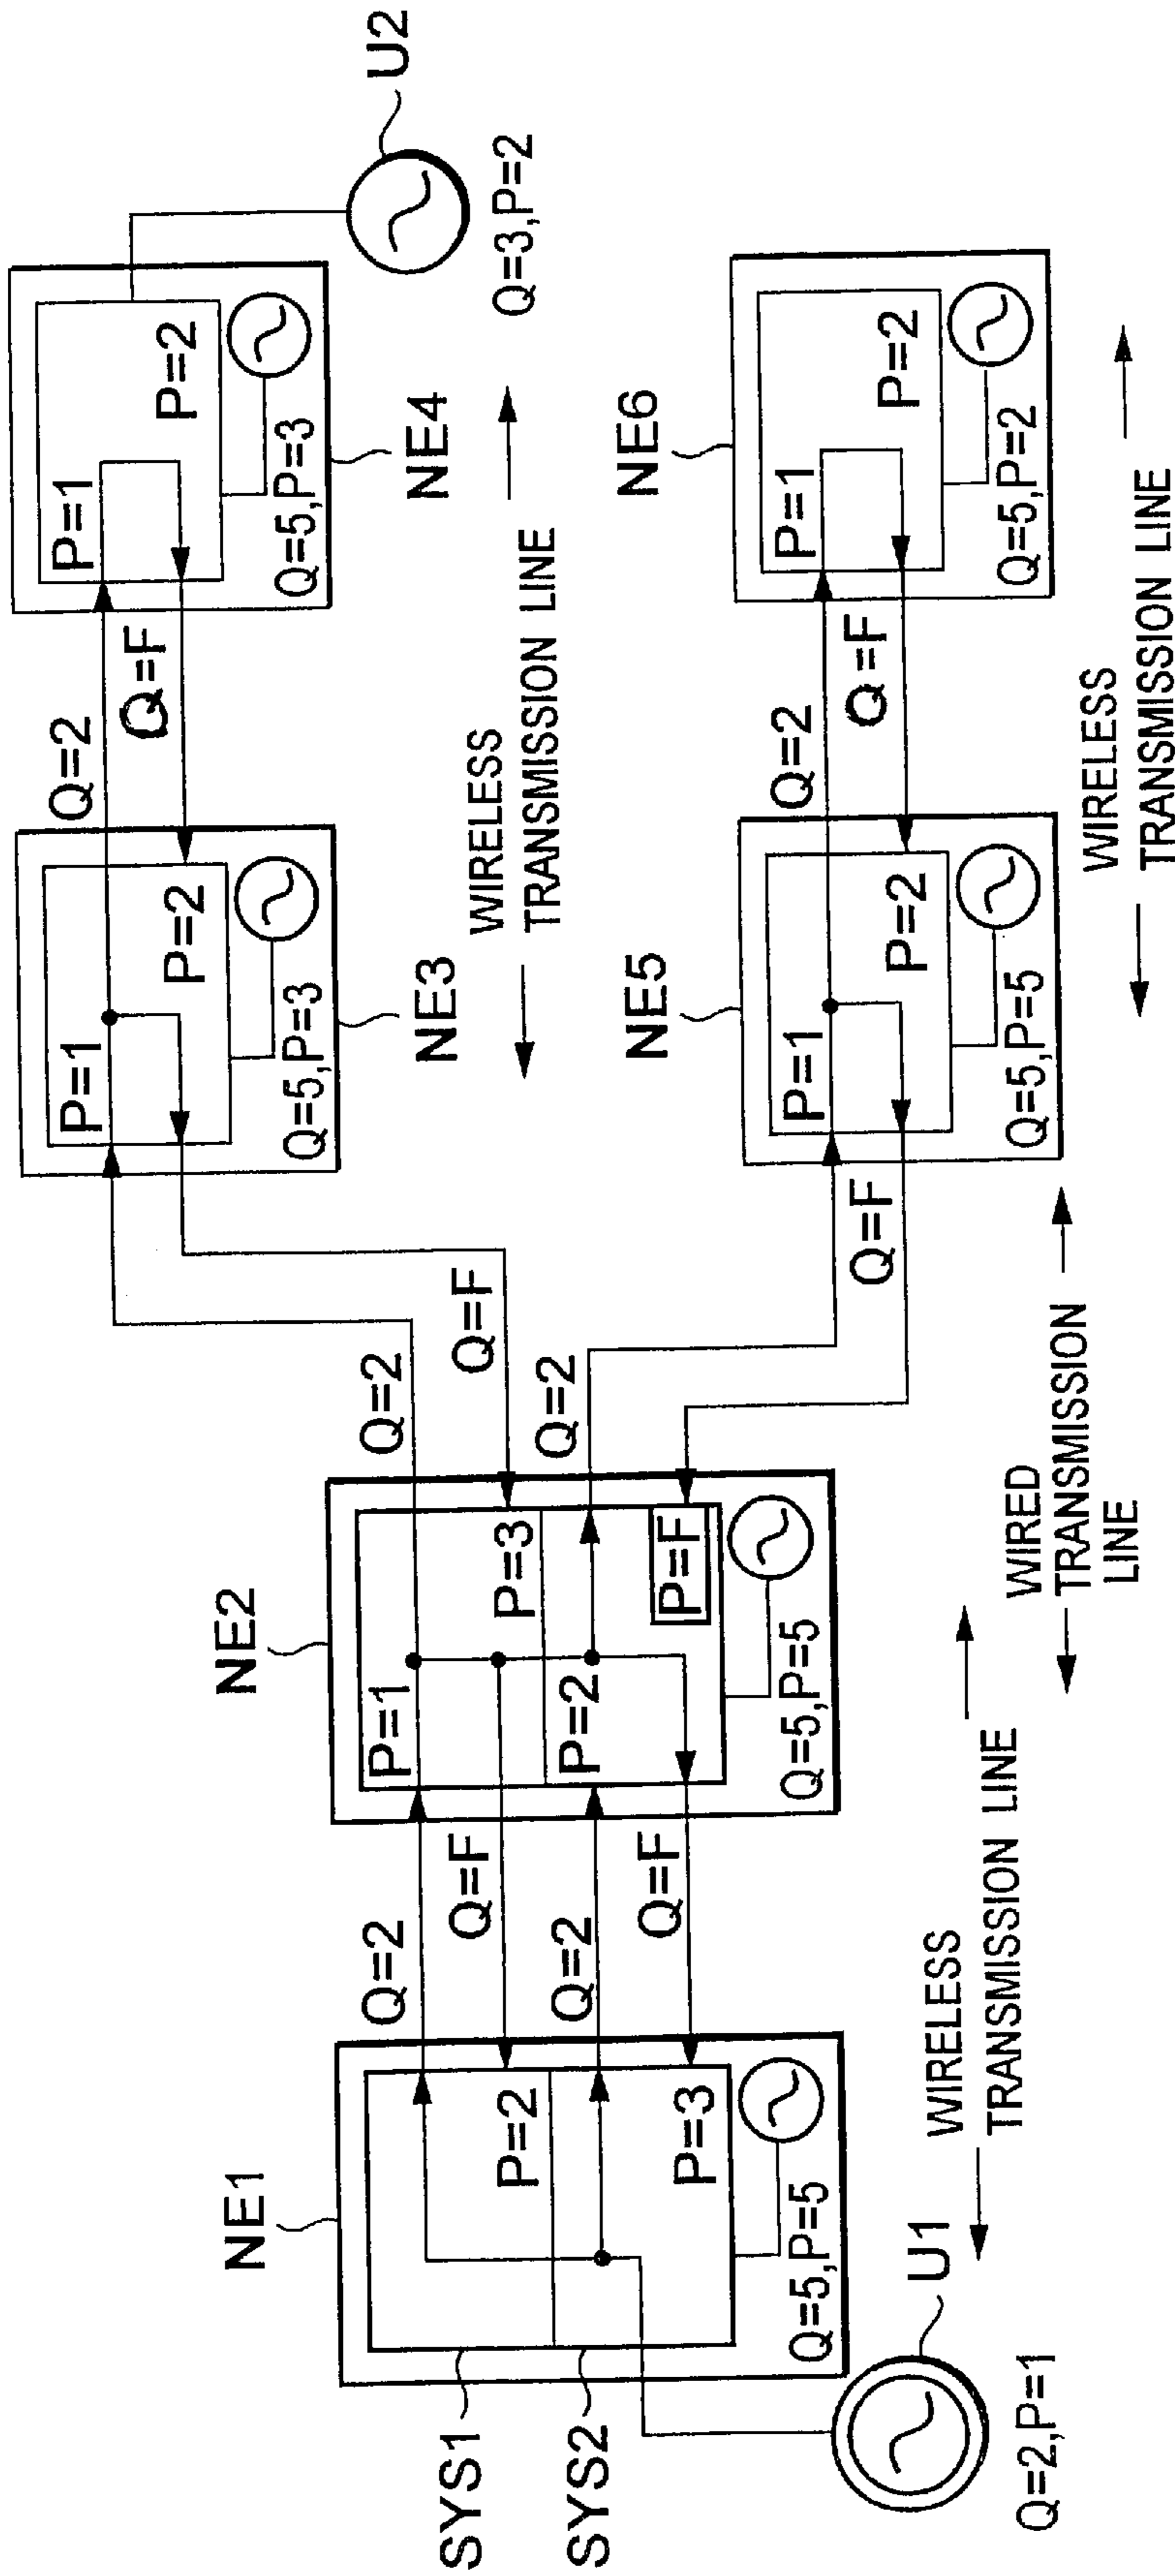 U2
Q=3,P=2
P=1
P=2
Q=5,P=3
NE4
Q=2
Q=F
P=1
P=2
Q=5,P=3
NE3
WIRELESS
TRANSMISSION LINE
P=1
P=2
Q=5,P=2
NE6
Q=2
Q=F
P=1
P=2
Q=5,P=5
NE5
WIRELESS
TRANSMISSION LINE
Q=2
Q=F
Q=2
Q=F
WIRED
TRANSMISSION
LINE
NE2
P=1
P=3
P=2
P=F
Q=5,P=5
Q=2
Q=F
Q=2
Q=F
WIRELESS
TRANSMISSION LINE
NE1
P=2
P=3
Q=5,P=5
SYS1
SYS2
U1
Q=2,P=1